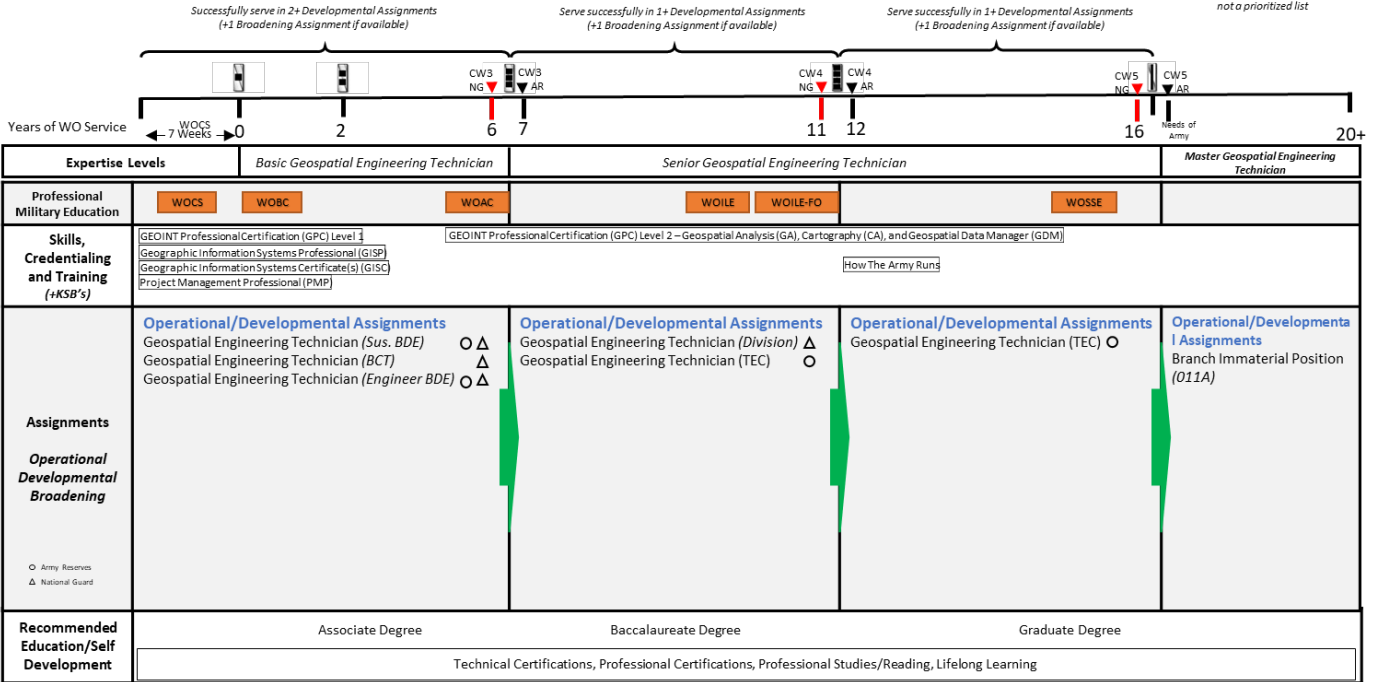 Successfully serve in 2+ Developmental Assignments
(+1 Broadening Assignment if available)
Serve successfully in 1+ Developmental Assignments
(+1 Broadening Assignment if available)
Serve successfully in 1+ Developmental Assignments
(+1 Broadening Assignment if available)
not a prioritized list
CW3
NG
CW3
AR
CW4
NG
CW4
AR
CW5
NG
CW5
AR
Years of WO Service
WOCS
7 Weeks
0
2
6
7
11
12
16
Needs of
Army
20+
Expertise Levels
Basic Geospatial Engineering Technician
Senior Geospatial Engineering Technician
Master Geospatial Engineering
Technician
Professional
Military Education
WOCS
WOBC
WOAC
WOILE
WOILE-FO
WOSSE
Skills,
Credentialing
and Training
(+KSB's)
GEOINT Professional Certification (GPC) Level 1
Geographic Information Systems Professional (GISP)
Geographic Information Systems Certificate(s) (GISC)
Project Management Professional (PMP)
GEOINT Professional Certification (GPC) Level 2 – Geospatial Analysis (GA), Cartography (CA), and Geospatial Data Manager (GDM)
How The Army Runs
Assignments
Operational
Developmental
Broadening
Army Reserves
National Guard
Operational/Developmental Assignments
Geospatial Engineering Technician (Sus. BDE)
Geospatial Engineering Technician (BCT)
Geospatial Engineering Technician (Engineer BDE)
Operational/Developmental Assignments
Geospatial Engineering Technician (Division)
Geospatial Engineering Technician (TEC)
Operational/Developmental Assignments
Geospatial Engineering Technician (TEC)
Operational/Developmenta
l Assignments
Branch Immaterial Position
(011A)
Recommended
Education/Self
Development
Associate Degree
Baccalaureate Degree
Graduate Degree
Technical Certifications, Professional Certifications, Professional Studies/Reading, Lifelong Learning